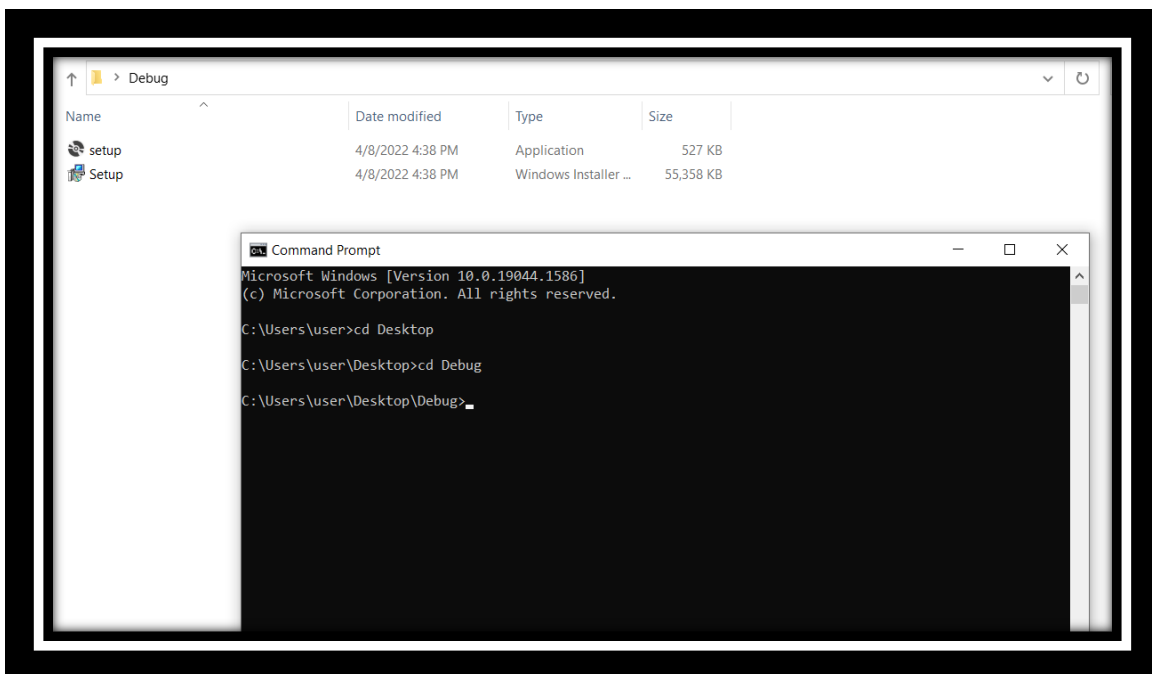 Debug
Name Date modified Type Size
setup 4/8/2022 4:38 PM Application 527 KB
Setup 4/8/2022 4:38 PM Windows Installer ... 55,358 KB
Command Prompt
Microsoft Windows [Version 10.0.19044.1586]
(c) Microsoft Corporation. All rights reserved.
C:\Users\user>cd Desktop
C:\Users\user\Desktop>cd Debug
C:\Users\user\Desktop\Debug>